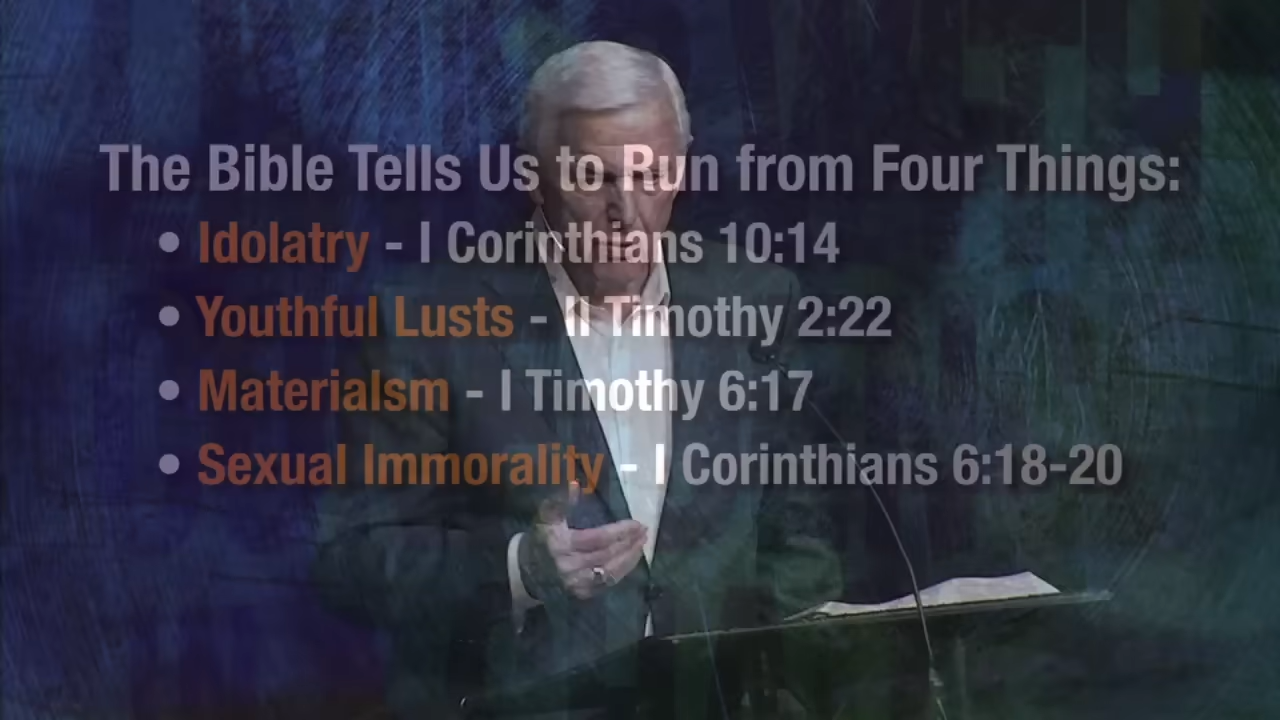 The Bible Tells Us to Run from Four Things:
• Idolatry - I Corinthians 10:14
• Youthful Lusts - II Timothy 2:22
• Materialsm - I Timothy 6:17
• Sexual Immorality - I Corinthians 6:18-20